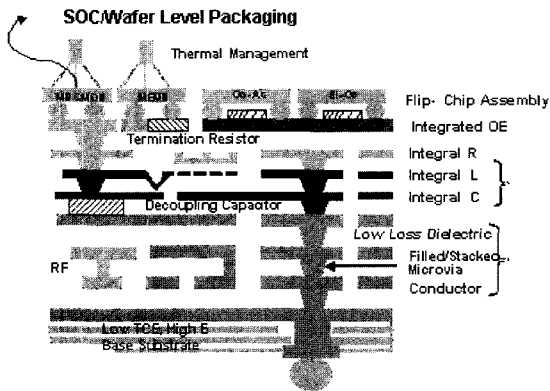 SOC/Wafer Level Packaging
Thermal Management
MEMS
Flip- Chip Assembly
Integrated OE
Termination Resistor
Integral R
Integral L
Integral C
Decoupling Capacitor
Low Loss Dielectric
RF
Filled/Stacked
Microvia
Conductor
Low TCE, High E
Base Substrate